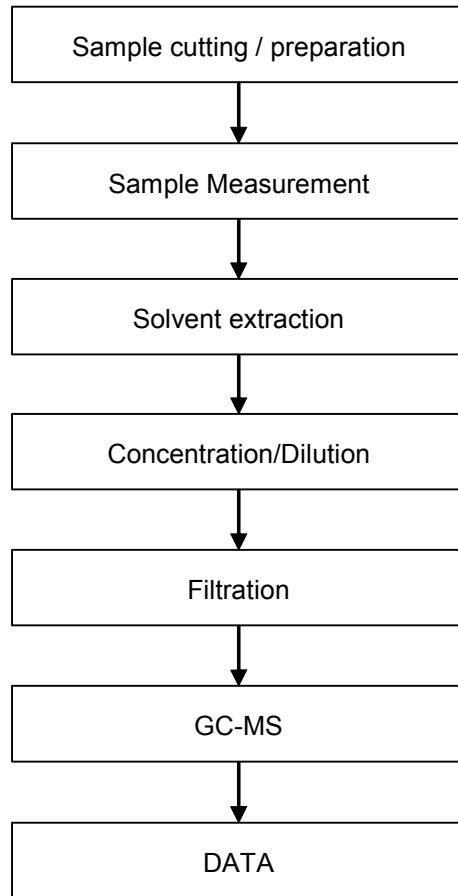 Sample cutting / preparation
Sample Measurement
Solvent extraction
Concentration/Dilution
Filtration
GC-MS
DATA